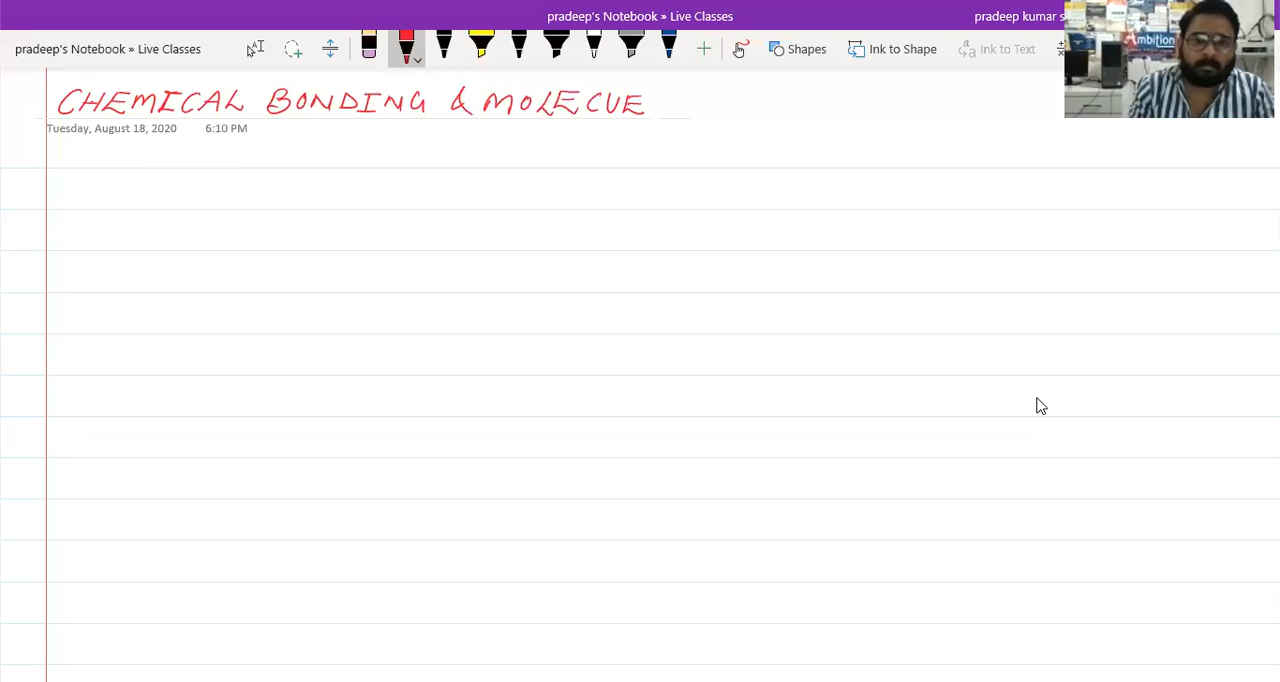 pradeep's Notebook » Live Classes
pradeep kumar s
pradeep's Notebook » Live Classes
Shapes
Ink to Shape
Ink to Text
Ambition
CHEMICAL BONDING & MOLECUE
Tuesday, August 18, 2020 6:10 PM